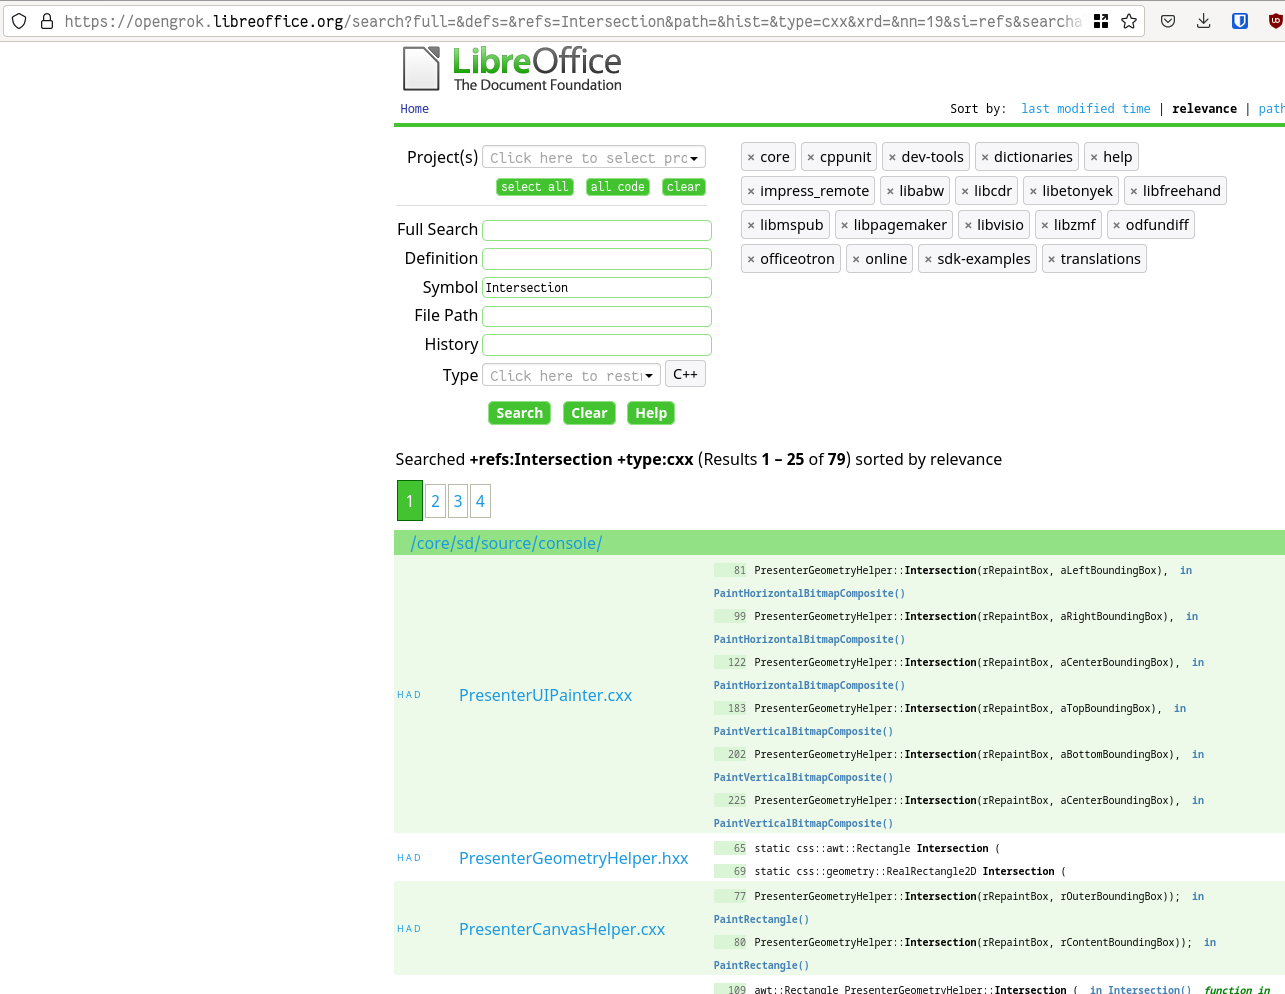 https://opengrok.libreoffice.org/search?full=&defs=&refs=Intersection&path=&hist=&type=cxx&xrd=&nn=19&si=refs&searcha
LibreOffice
The Document Foundation
Home
Sort by: last modified time | relevance | path
Project(s) Click here to select pro
select all all code clear
× core × cppunit × dev-tools × dictionaries × help
× impress_remote × libabw × libcdr × libetonyek × libfreehand
× libmspub × libpagemaker × libvisio × libzmf × odfundiff
× officeotron × online × sdk-examples × translations
Full Search
Definition
Symbol Intersection
File Path
History
Type Click here to restr C++
Search Clear Help
Searched +refs:Intersection +type:cxx (Results 1 – 25 of 79) sorted by relevance
1 2 3 4
/core/sd/source/console/
H A D PresenterUIPainter.cxx
81 PresenterGeometryHelper::Intersection(rRepaintBox, aLeftBoundingBox), in
PaintHorizontalBitmapComposite()
99 PresenterGeometryHelper::Intersection(rRepaintBox, aRightBoundingBox), in
PaintHorizontalBitmapComposite()
122 PresenterGeometryHelper::Intersection(rRepaintBox, aCenterBoundingBox), in
PaintHorizontalBitmapComposite()
183 PresenterGeometryHelper::Intersection(rRepaintBox, aTopBoundingBox), in
PaintVerticalBitmapComposite()
202 PresenterGeometryHelper::Intersection(rRepaintBox, aBottomBoundingBox), in
PaintVerticalBitmapComposite()
225 PresenterGeometryHelper::Intersection(rRepaintBox, aCenterBoundingBox), in
PaintVerticalBitmapComposite()
H A D PresenterGeometryHelper.hxx
65 static css::awt::Rectangle Intersection (
69 static css::geometry::RealRectangle2D Intersection (
H A D PresenterCanvasHelper.cxx
77 PresenterGeometryHelper::Intersection(rRepaintBox, rOuterBoundingBox)); in
PaintRectangle()
80 PresenterGeometryHelper::Intersection(rRepaintBox, rContentBoundingBox)); in
PaintRectangle()
109 awt::Rectangle PresenterGeometryHelper::Intersection ( in Intersection() function in